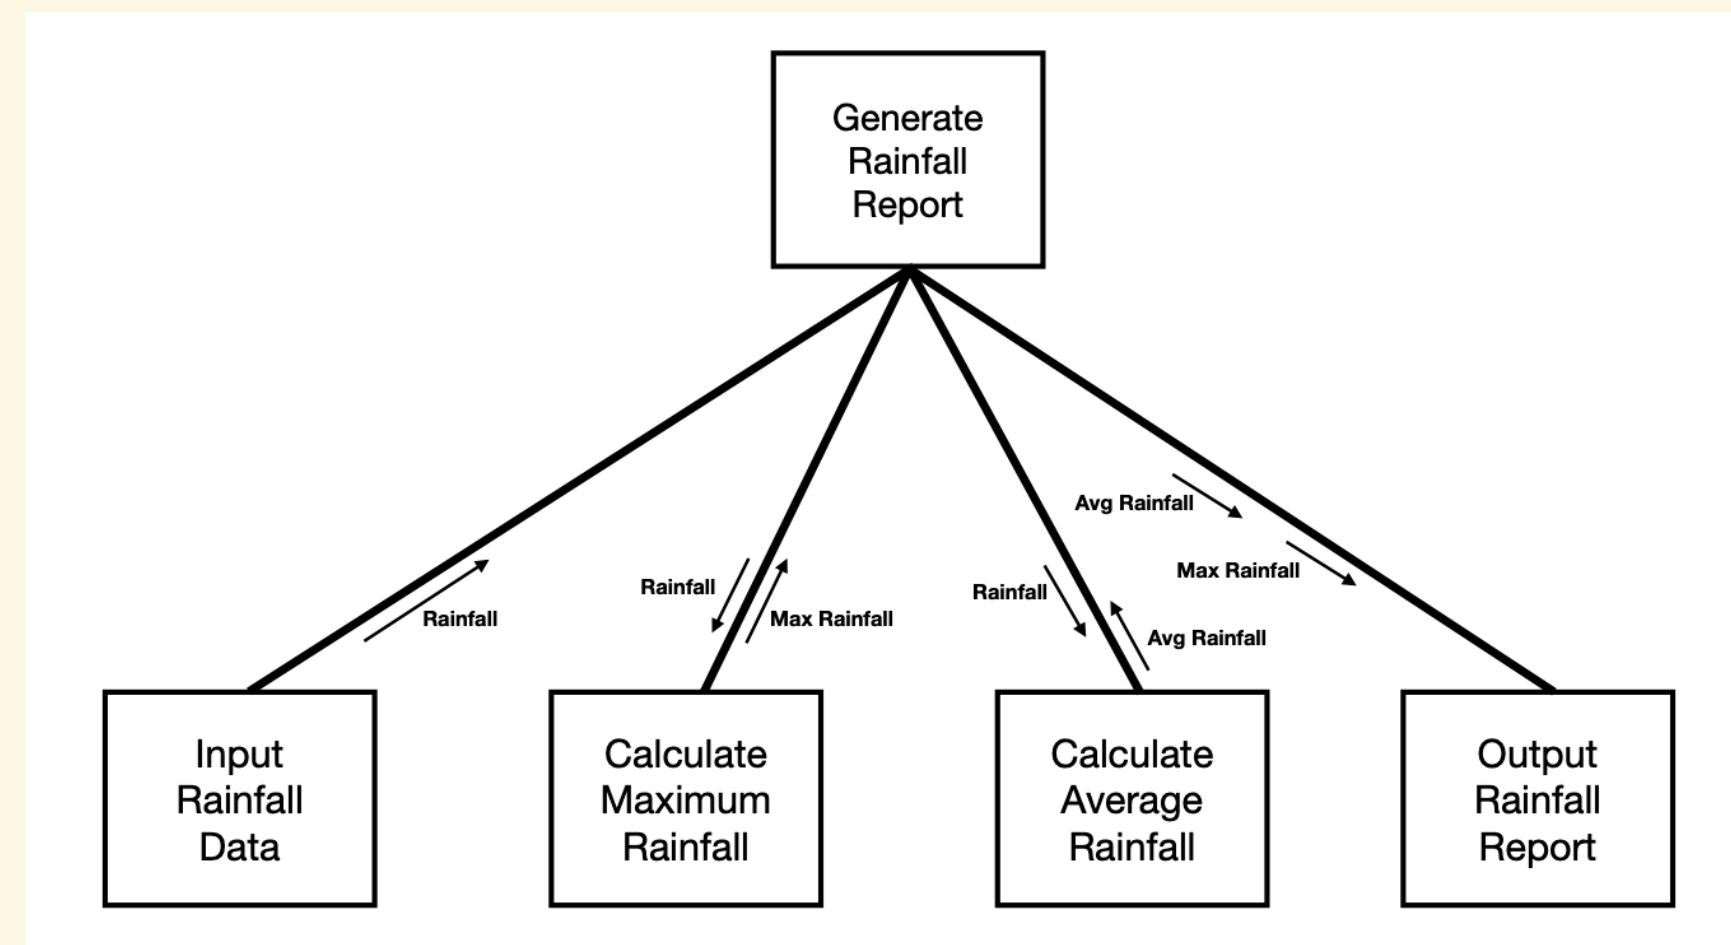 Generate
Rainfall
Report
Avg Rainfall
Max Rainfall
Rainfall
Rainfall
Max Rainfall
Rainfall
Avg Rainfall
Input
Rainfall
Data
Calculate
Maximum
Rainfall
Calculate
Average
Rainfall
Output
Rainfall
Report